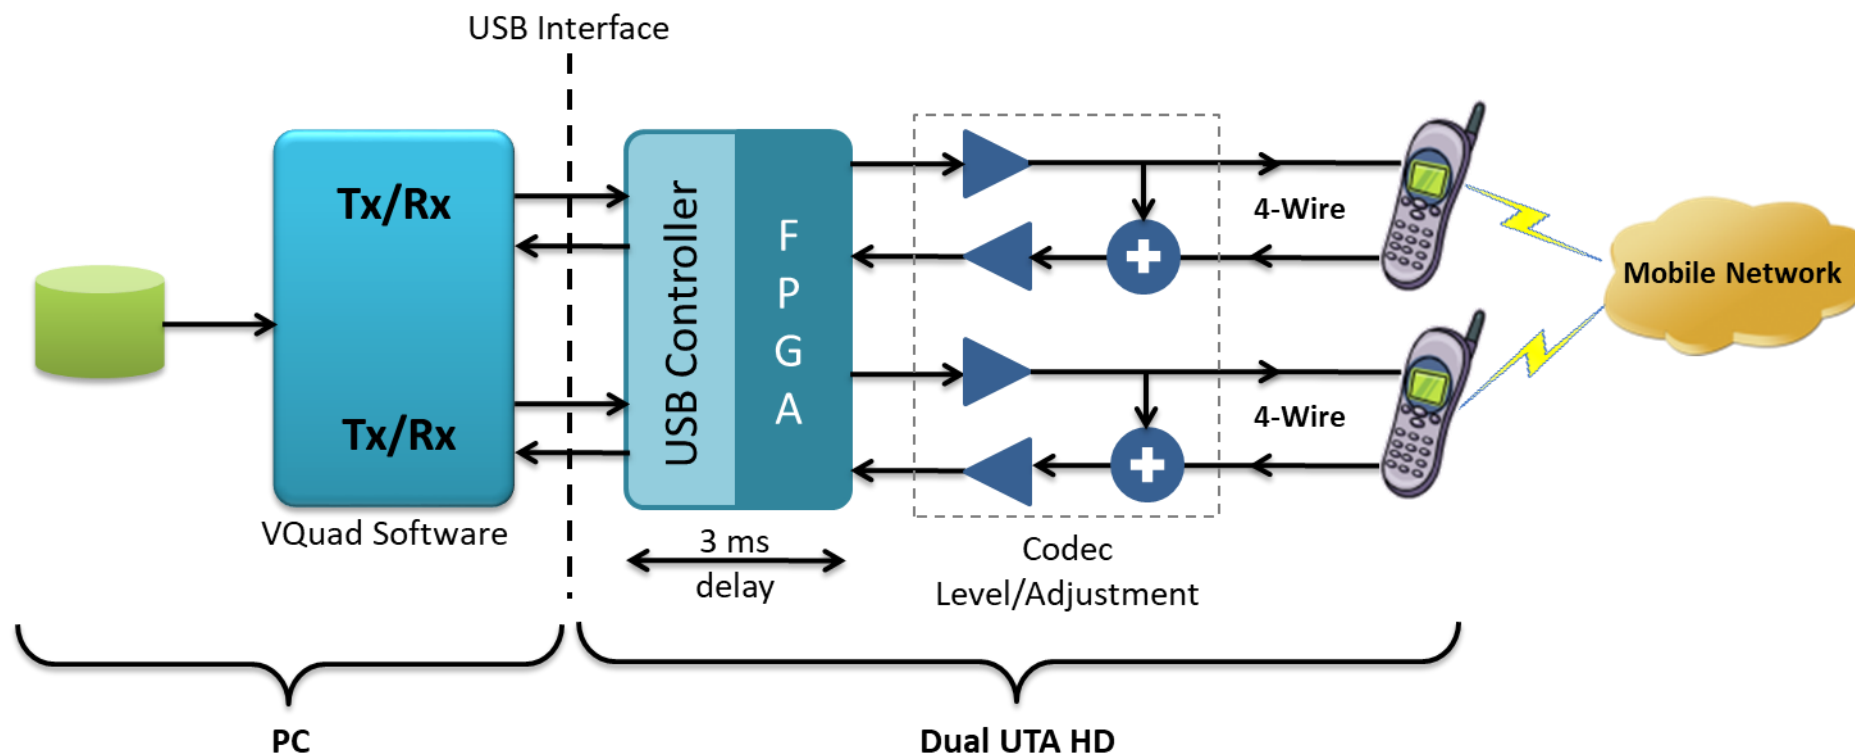 USB Interface
Tx/Rx
Tx/Rx
VQuad Software
USB Controller
F
P
G
A
3 ms
delay
4-Wire
4-Wire
Codec
Level/Adjustment
Mobile Network
PC
Dual UTA HD